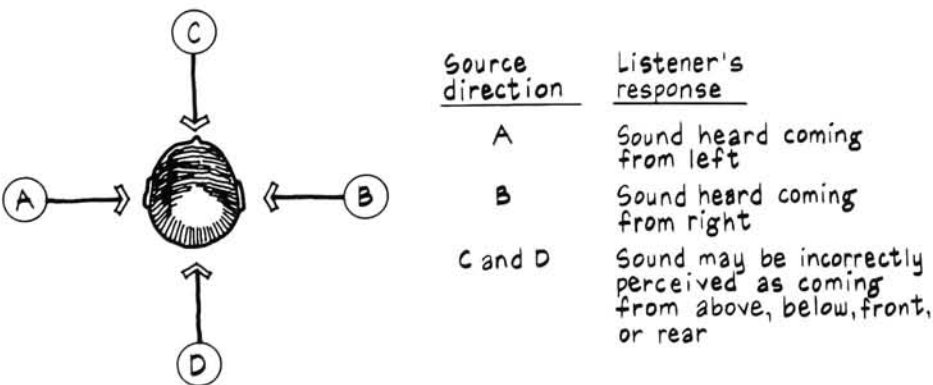 C
A
B
D
Source direction
Listener's response
A
Sound heard coming
from left
B
Sound heard coming
from right
C and D
Sound may be incorrectly
perceived as coming
from above, below, front,
or rear